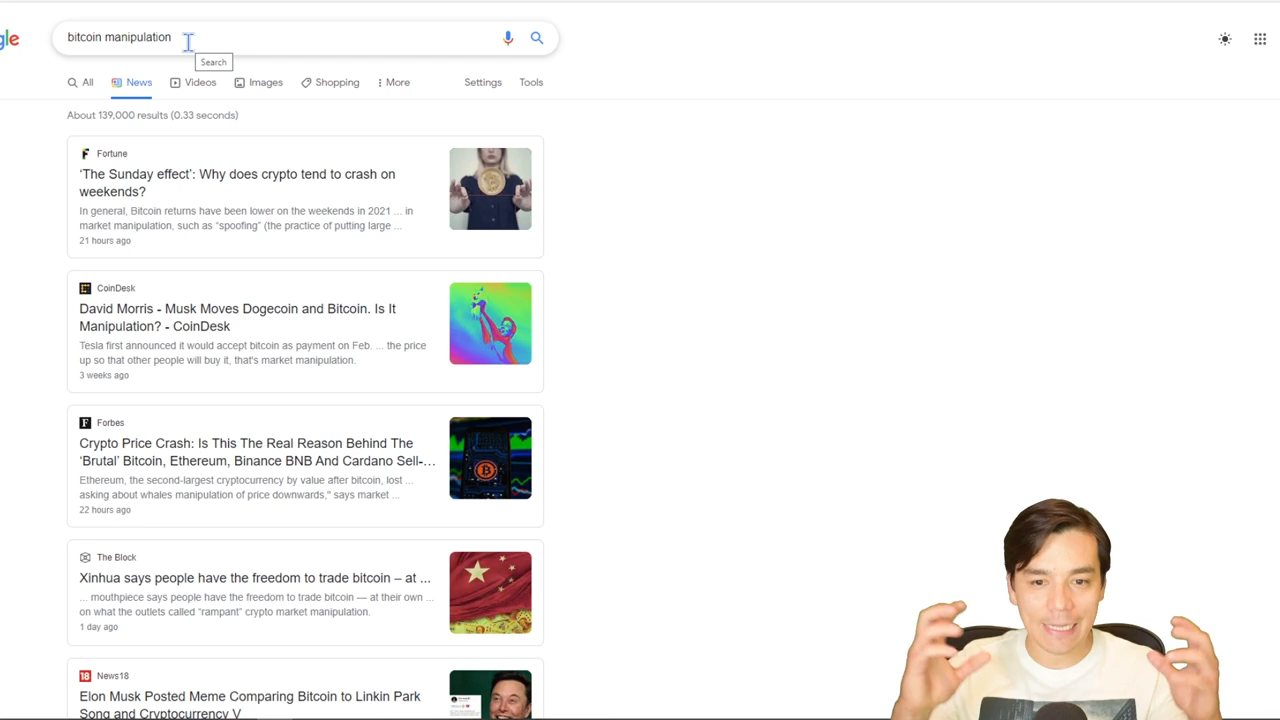 gle
bitcoin manipulation
Search
All News Videos Images Shopping More Settings Tools
About 139,000 results (0.33 seconds)
F Fortune
‘The Sunday effect’: Why does crypto tend to crash on
weekends?
In general, Bitcoin returns have been lower on the weekends in 2021 ... in
market manipulation, such as “spoofing” (the practice of putting large ...
21 hours ago
CoinDesk
David Morris - Musk Moves Dogecoin and Bitcoin. Is It
Manipulation? - CoinDesk
Tesla first announced it would accept bitcoin as payment on Feb. ... the price
up so that other people will buy it, that's market manipulation.
3 weeks ago
F Forbes
Crypto Price Crash: Is This The Real Reason Behind The
‘Brutal’ Bitcoin, Ethereum, Binance BNB And Cardano Sell-...
Ethereum, the second-largest cryptocurrency by value after bitcoin, lost ...
asking about whales manipulation of price downwards," says market ...
22 hours ago
The Block
Xinhua says people have the freedom to trade bitcoin – at ...
... mouthpiece says people have the freedom to trade bitcoin — at their own ...
on what the outlets called “rampant” crypto market manipulation.
1 day ago
18 News18
Elon Musk Posted Meme Comparing Bitcoin to Linkin Park
Song and Cryptocurrency V